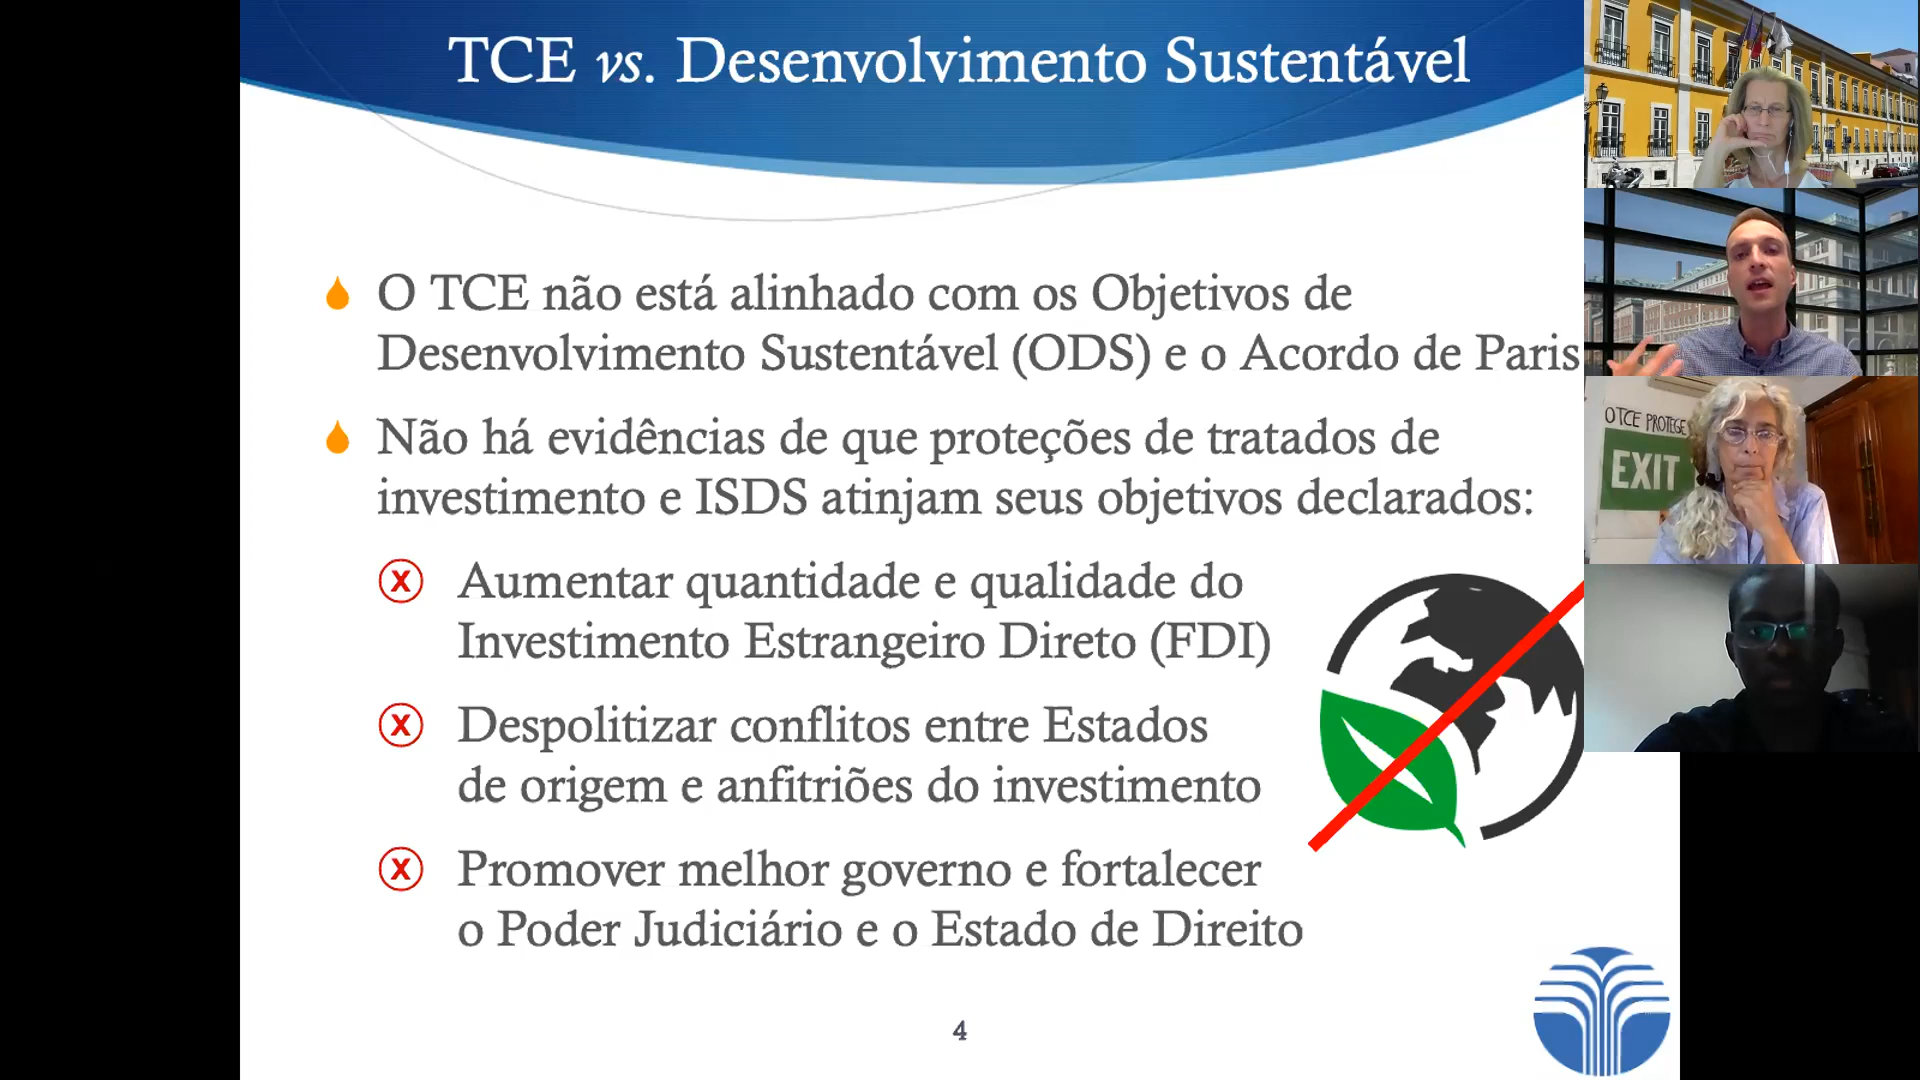 TCE vs. Desenvolvimento Sustentável
O TCE não está alinhado com os Objetivos de
Desenvolvimento Sustentável (ODS) e o Acordo de Paris
Não há evidências de que proteções de tratados de
investimento e ISDS atinjam seus objetivos declarados:
X Aumentar quantidade e qualidade do
Investimento Estrangeiro Direto (FDI)
X Despolitizar conflitos entre Estados
de origem e anfitriões do investimento
X Promover melhor governo e fortalecer
o Poder Judiciário e o Estado de Direito
4
OTCE PROTEGE
EXIT